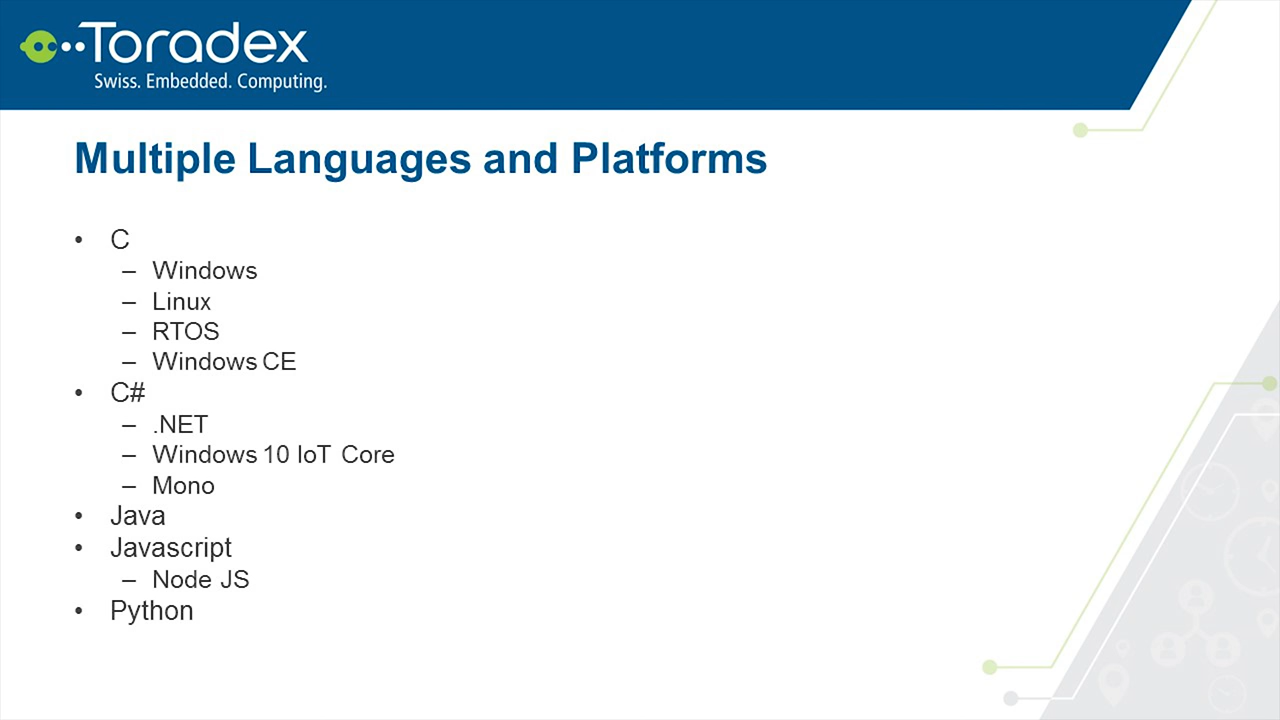 Toradex
Swiss. Embedded. Computing.
Multiple Languages and Platforms
• C
– Windows
– Linux
– RTOS
– Windows CE
• C#
– .NET
– Windows 10 IoT Core
– Mono
• Java
• Javascript
– Node JS
• Python